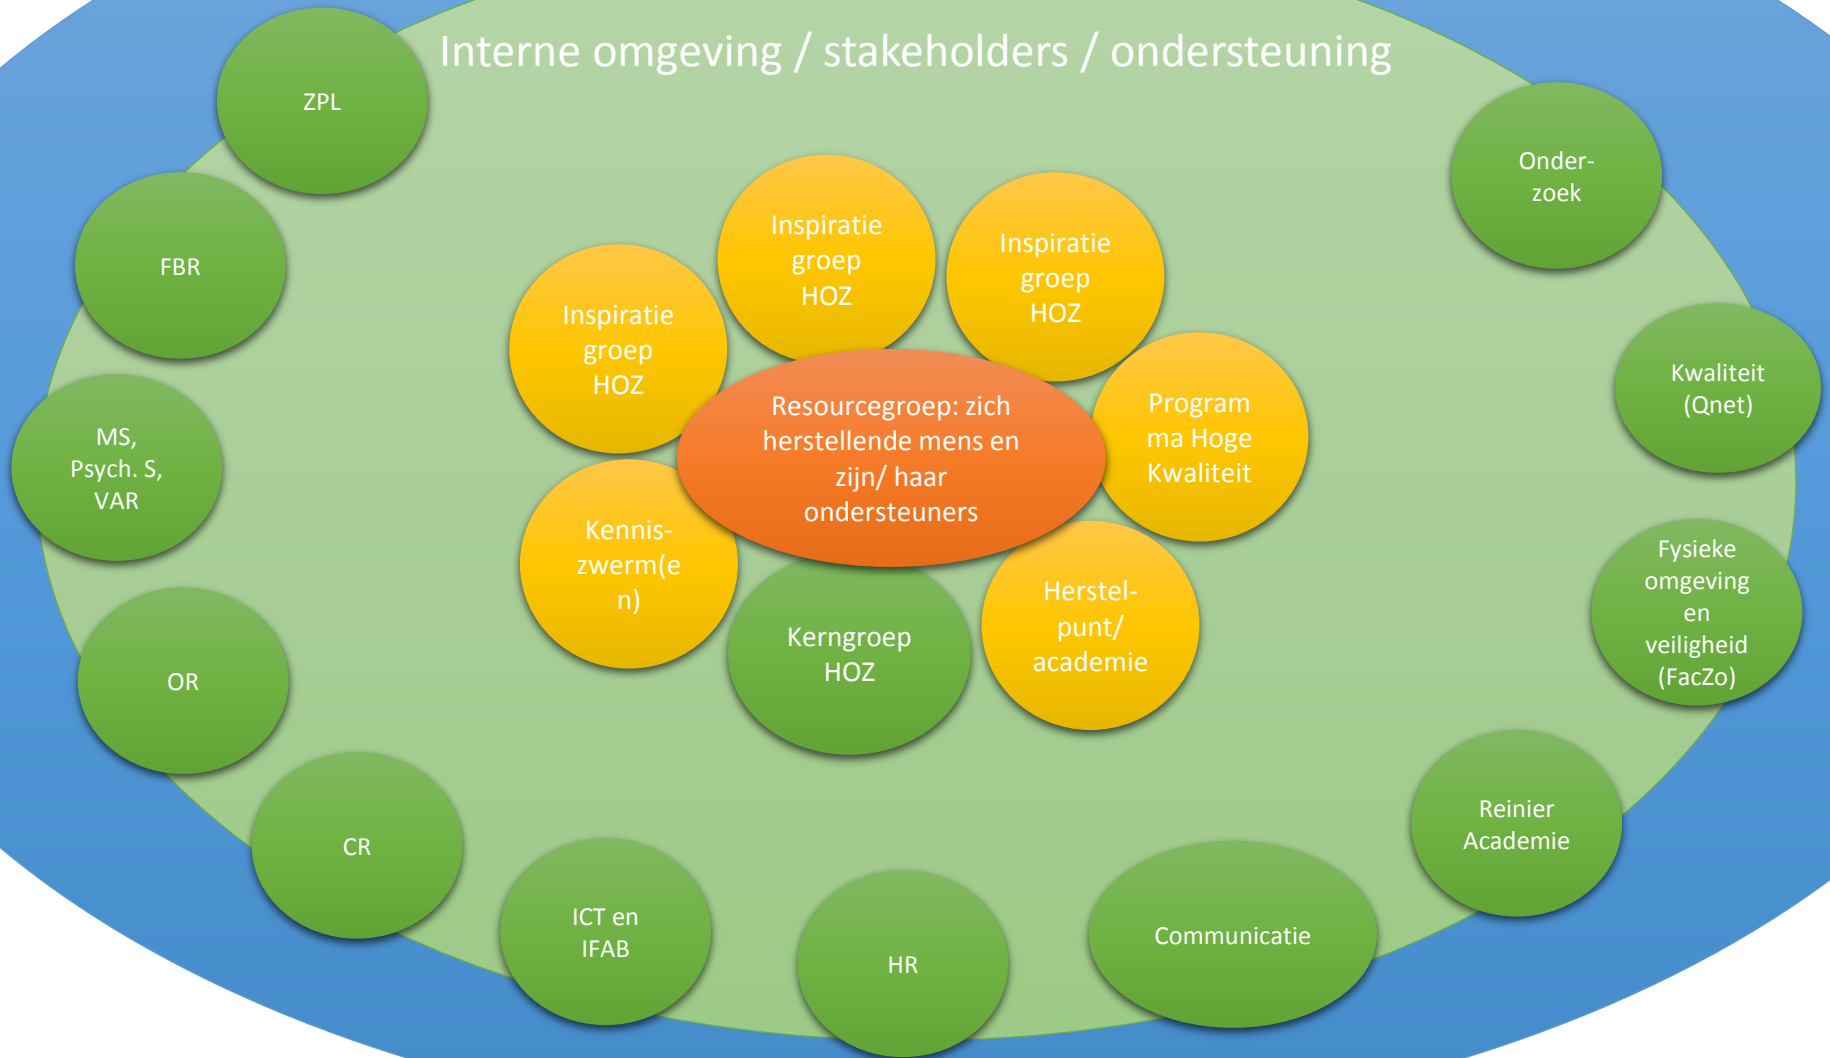 Interne omgeving / stakeholders / ondersteuning
ZPL
FBR
MS,
Psych. S,
VAR
OR
CR
ICT en
IFAB
HR
Communicatie
Reinier
Academie
Fysieke
omgeving
en
veiligheid
(FacZo)
Kwaliteit
(Qnet)
Onder-
zoek
Inspiratie
groep
HOZ
Inspiratie
groep
HOZ
Inspiratie
groep
HOZ
Program
ma Hoge
Kwaliteit
Resourcegroep: zich
herstellende mens en
zijn/ haar
ondersteuners
Kennis-
zwerm(e
n)
Kerngroep
HOZ
Herstel-
punt/
academie